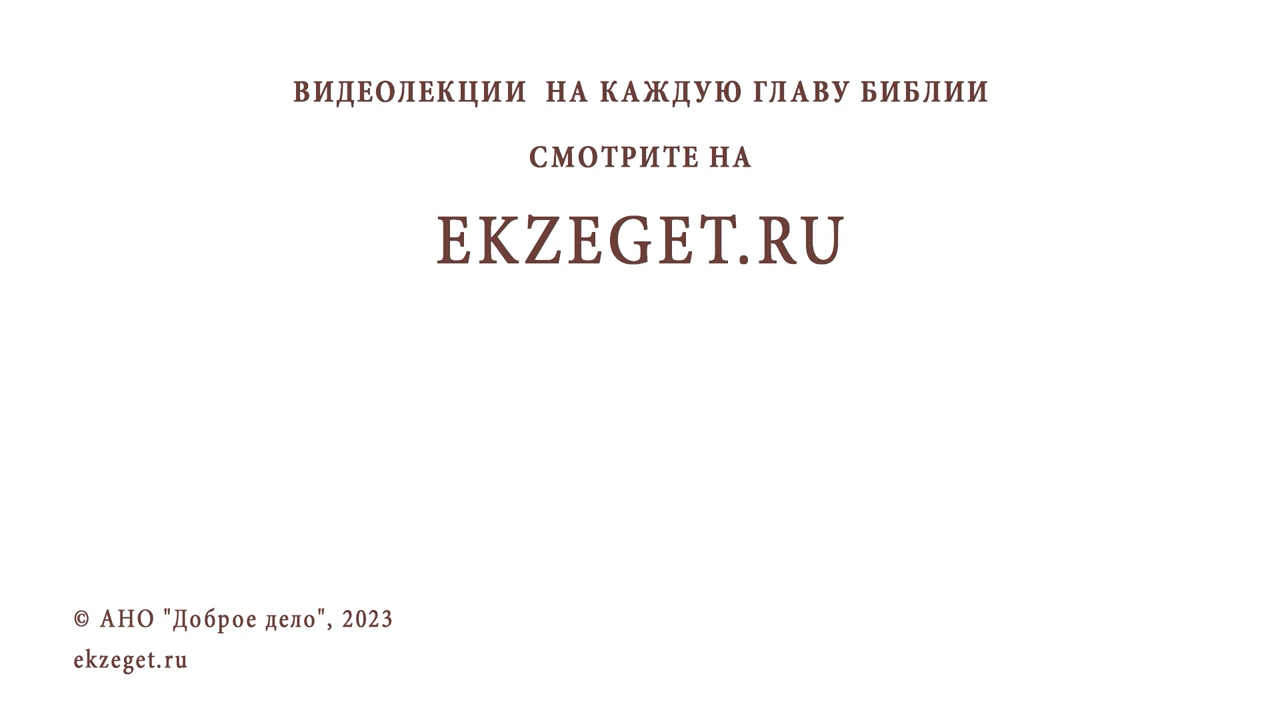 ВИДЕОЛЕКЦИИ НА КАЖДУЮ ГЛАВУ БИБЛИИ
СМОТРИТЕ НА
EKZEGET.RU
© АНО "Доброе дело", 2023
ekzeget.ru